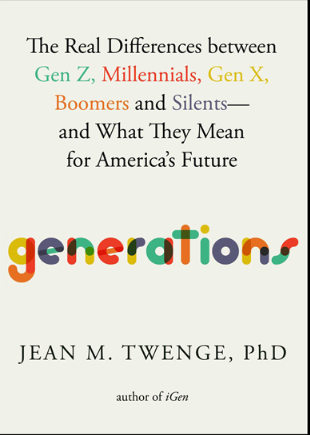 The Real Differences between
Gen Z, Millennials, Gen X,
Boomers and Silents—
and What They Mean
for America's Future
generations
JEAN M. TWENGE, PhD
author of iGen